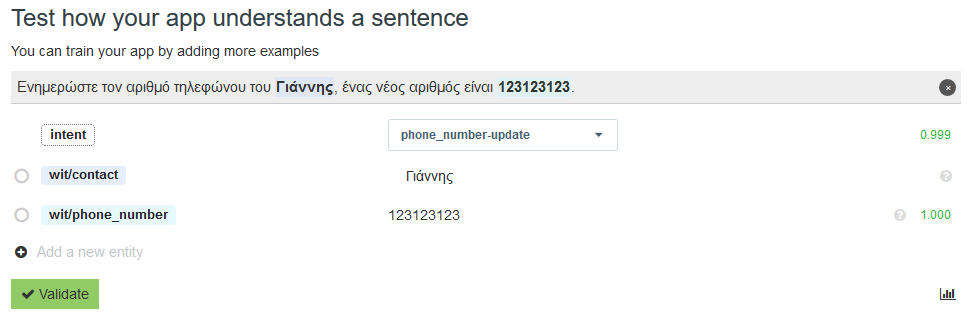 Test how your app understands a sentence
You can train your app by adding more examples
Ενημερώστε τον αριθμό τηλεφώνου του Γιάννης, ένας νέος αριθμός είναι 123123123.
intent phone_number-update 0.999
wit/contact Γιάννης ?
wit/phone_number 123123123 ? 1.000
Add a new entity
Validate